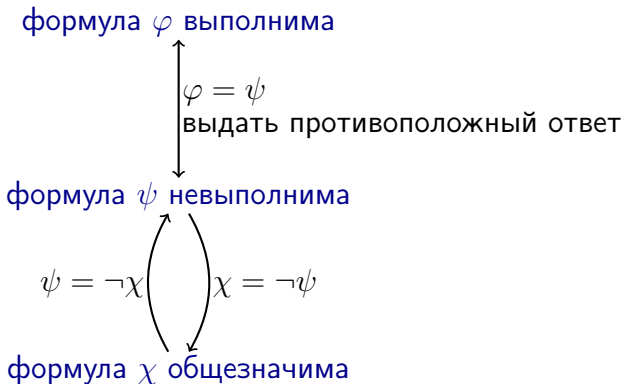 формула φ выполнима
φ = ψ
выдать противоположный ответ
формула ψ невыполнима
ψ = ¬χ
χ = ¬ψ
формула χ общезначима